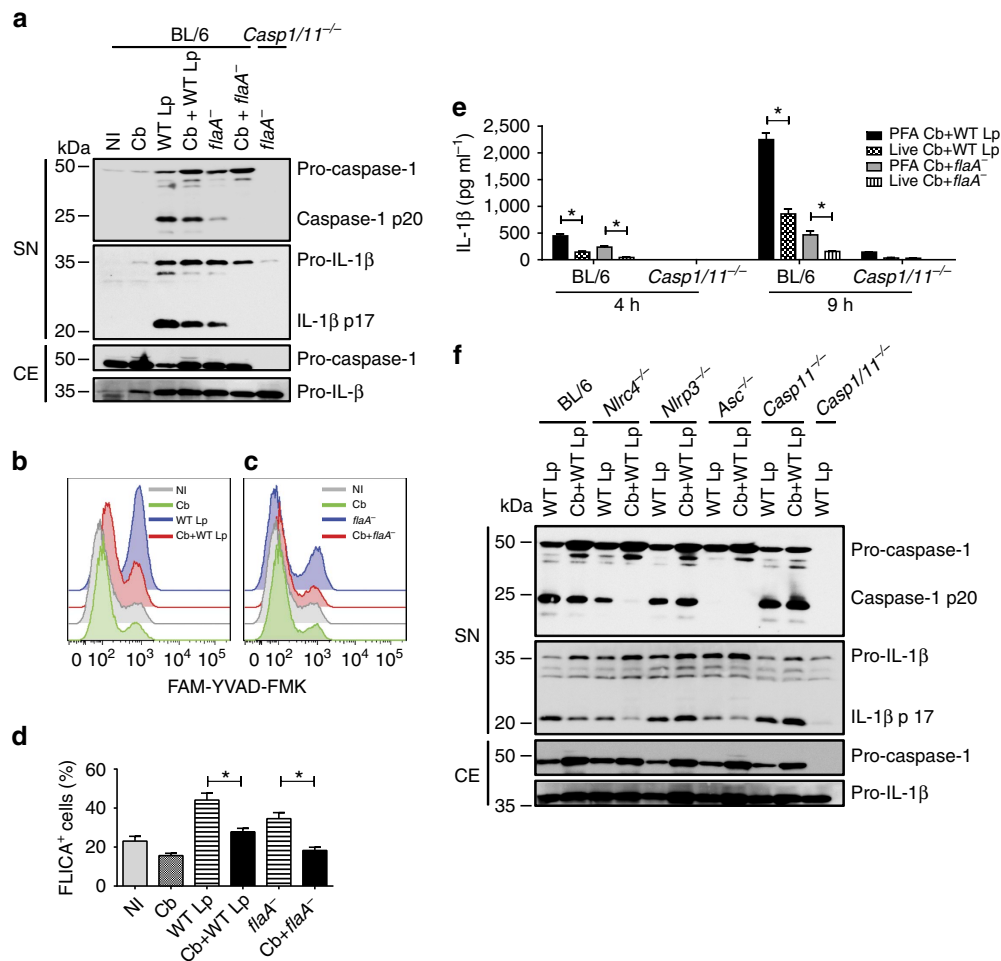 a
BL/6 Casp1/11−/−
NI Cb WT Lp Cb + WT Lp flaA− Cb + flaA− flaA−
kDa
50
Pro-caspase-1
25
Caspase-1 p20
SN
35
Pro-IL-1β
20
IL-1β p17
CE
50
Pro-caspase-1
35
Pro-IL-β
b
NI
Cb
WT Lp
Cb+WT Lp
0 10² 10³ 10⁴ 10⁵
c
NI
Cb
flaA−
Cb+flaA−
0 10² 10³ 10⁴ 10⁵
FAM-YVAD-FMK
d
FLICA+ cells (%)
60
40
20
0
* *
NI Cb WT Lp Cb+WT Lp flaA− Cb+flaA−
e
IL-1β (pg ml−1)
2,500
2,000
1,500
1,000
500
0
* * * *
PFA Cb+WT Lp
Live Cb+WT Lp
PFA Cb+flaA−
Live Cb+flaA−
BL/6 Casp1/11−/− BL/6 Casp1/11−/−
4 h 9 h
f
BL/6 Nlrc4−/− Nlrp3−/− Asc−/− Casp11−/− Casp1/11−/−
WT Lp Cb+WT Lp WT Lp Cb+WT Lp WT Lp Cb+WT Lp WT Lp Cb+WT Lp WT Lp Cb+WT Lp WT Lp
kDa
50
Pro-caspase-1
25
Caspase-1 p20
SN
35
Pro-IL-1β
20
IL-1β p 17
CE
50
Pro-caspase-1
35
Pro-IL-1β